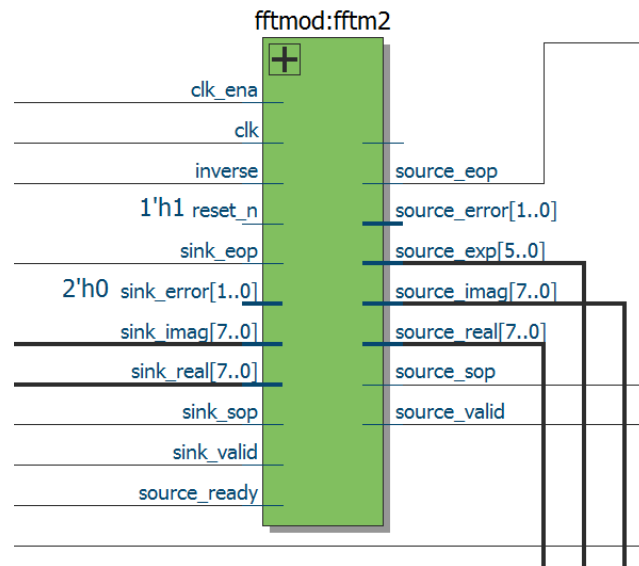 fftmod:fftm2
clk_ena
clk
inverse
source_eop
1'h1 reset_n
source_error[1..0]
sink_eop
source_exp[5..0]
2'h0 sink_error[1..0]
source_imag[7..0]
sink_imag[7..0]
source_real[7..0]
sink_real[7..0]
source_sop
sink_sop
source_valid
sink_valid
source_ready